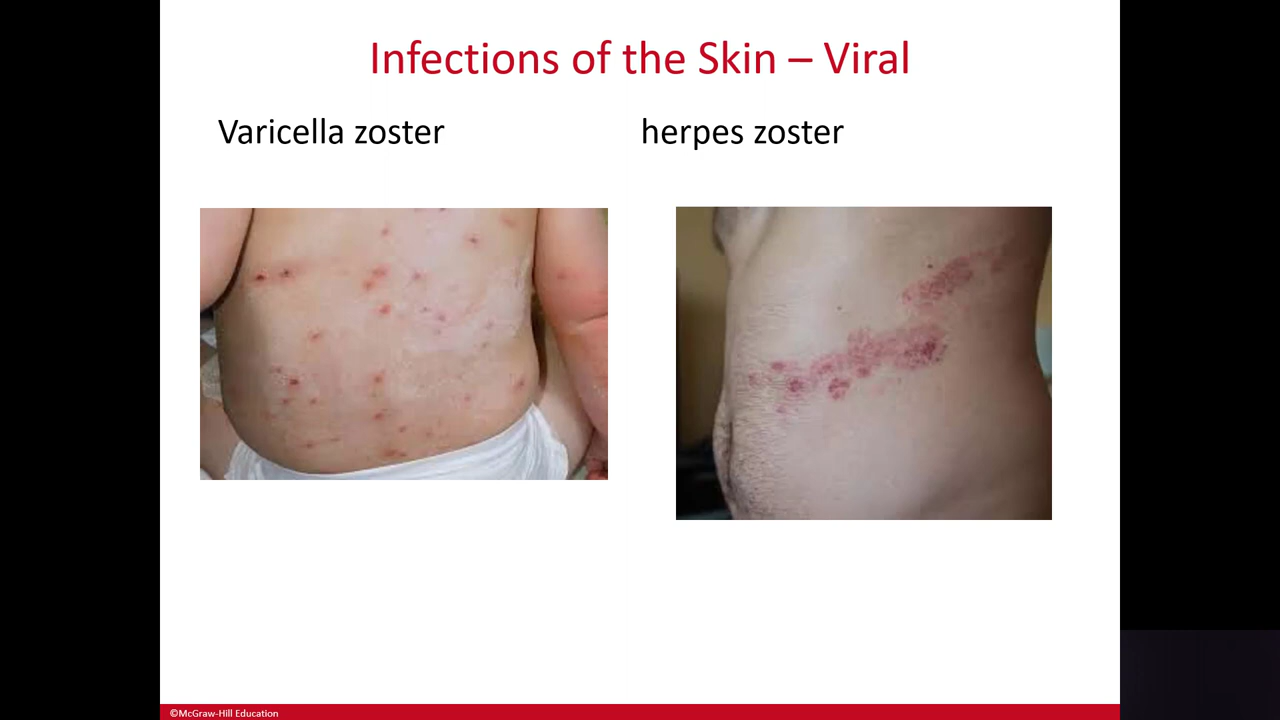 Infections of the Skin – Viral
Varicella zoster
herpes zoster
©McGraw-Hill Education